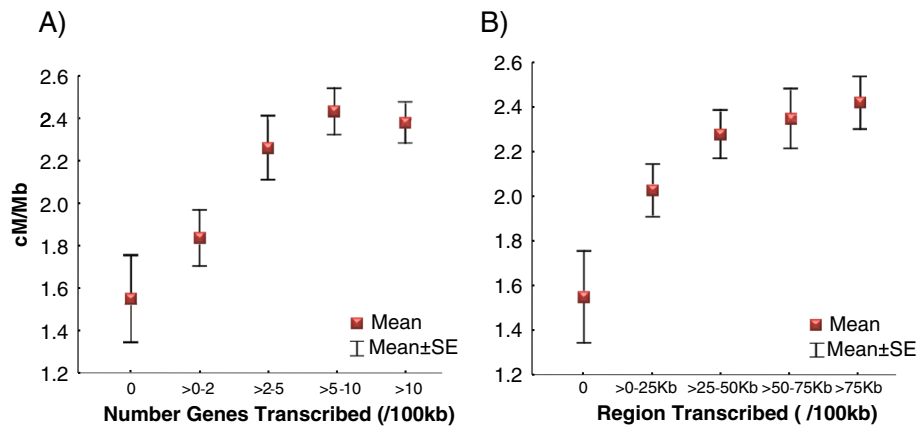 A)
cM/Mb
2.6
2.4
2.2
2.0
1.8
1.6
1.4
1.2
0 >0-2 >2-5 >5-10 >10
Number Genes Transcribed (/100kb)
Mean
Mean±SE
B)
2.6
2.4
2.2
2.0
1.8
1.6
1.4
1.2
0 >0-25Kb >25-50Kb >50-75Kb >75Kb
Region Transcribed ( /100kb)
Mean
Mean±SE